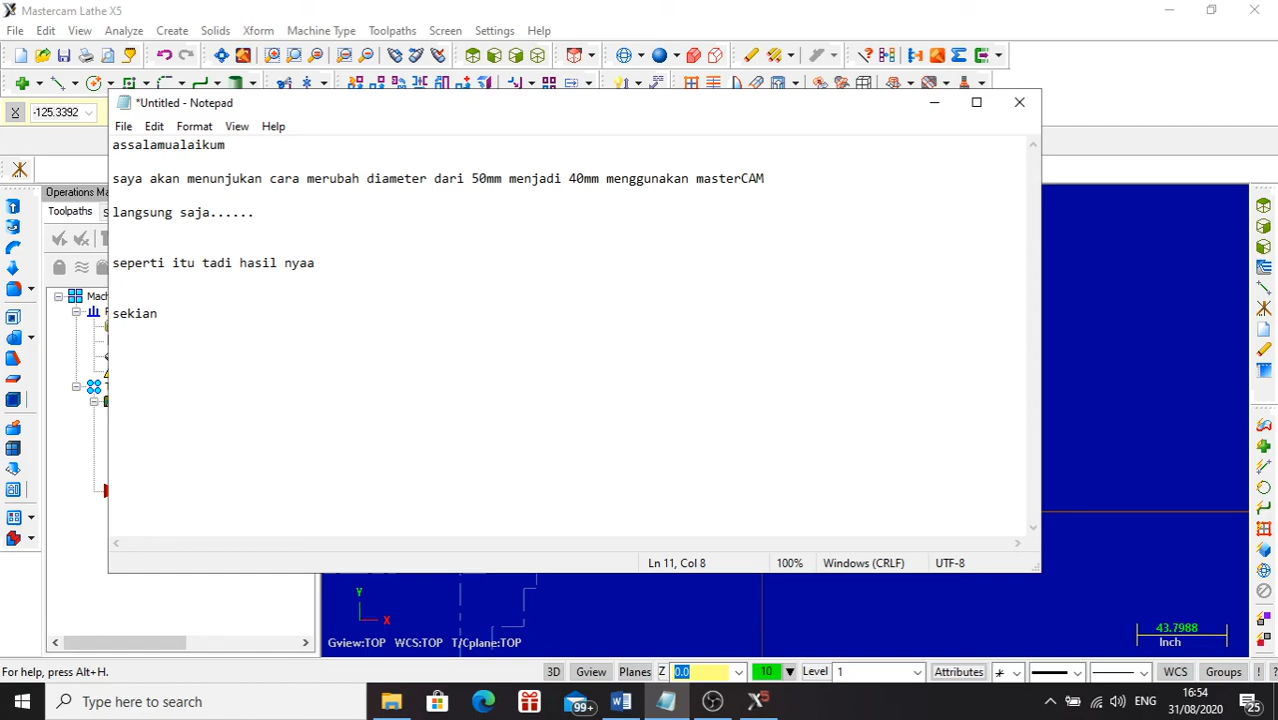 Mastercam Lathe X5
File Edit View Analyze Create Solids Xform Machine Type Toolpaths Screen Settings Help
-125.3392
*Untitled - Notepad
File Edit Format View Help
Operations Ma
Toolpaths
assalamualaikum
saya akan menunjukan cara merubah diameter dari 50mm menjadi 40mm menggunakan masterCAM
langsung saja......
seperti itu tadi hasil nyaa
sekian
Mach
Ln 11, Col 8 100% Windows (CRLF) UTF-8
Y
X
Gview:TOP WCS:TOP T/Cplane:TOP
43.7988
Inch
For help, press Alt+H.
3D Gview Planes Z 0.0 10 Level 1 Attributes WCS Groups ! ?
Type here to search
99+
X5
ENG
16:54
31/08/2020
25